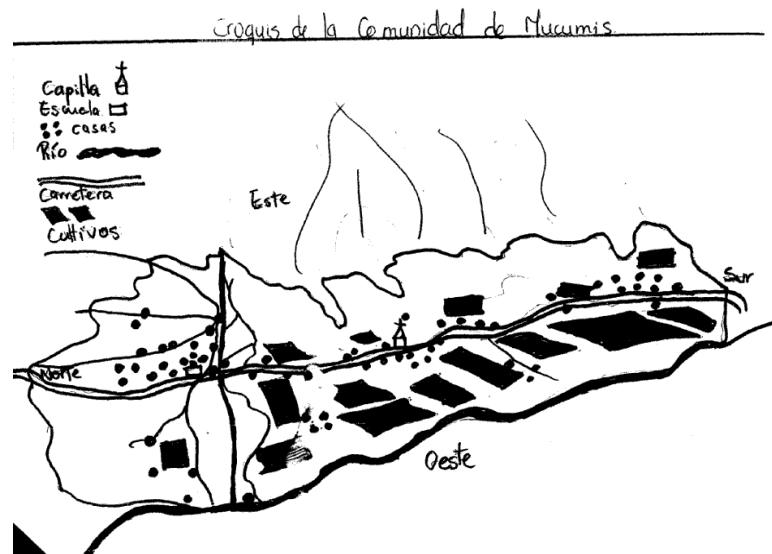 Croquis de la Comunidad de Mucumis
Capilla
Escuela
casas
Río
Carretera
Cultivos
Este
Sur
Norte
Oeste